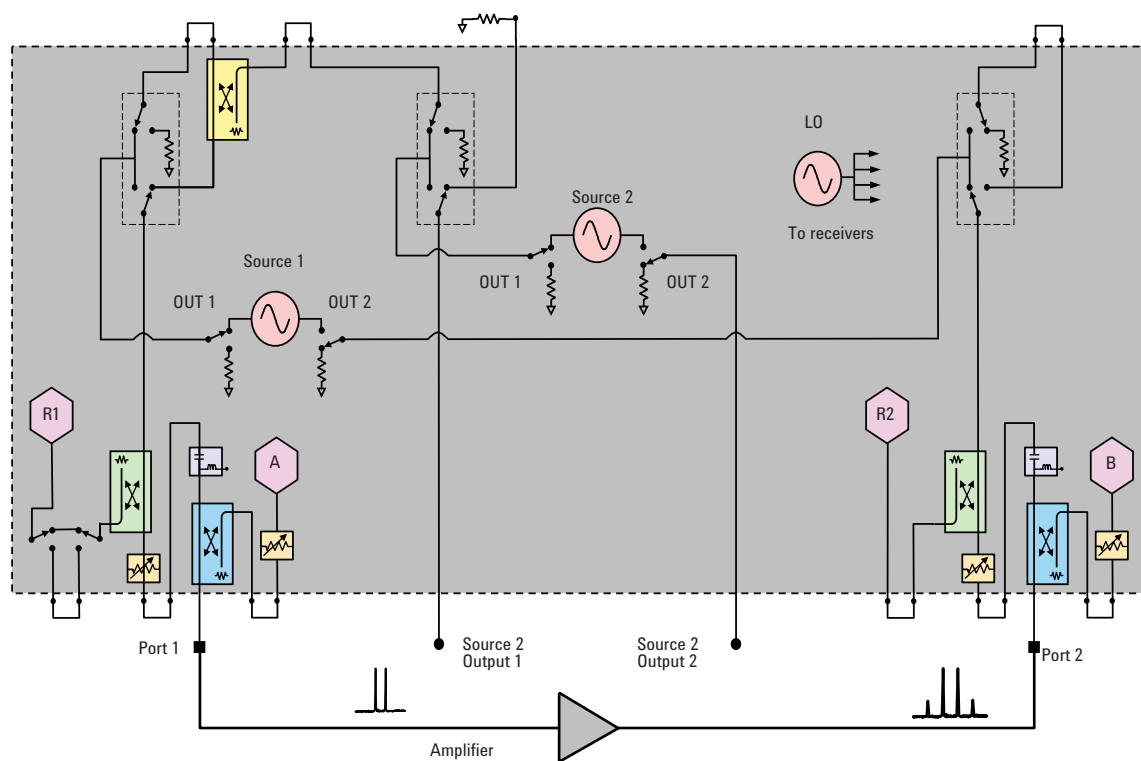 LO
To receivers
Source 2
OUT 1
OUT 2
Source 1
OUT 1
OUT 2
R1
A
R2
B
Port 1
Source 2
Output 1
Source 2
Output 2
Port 2
Amplifier